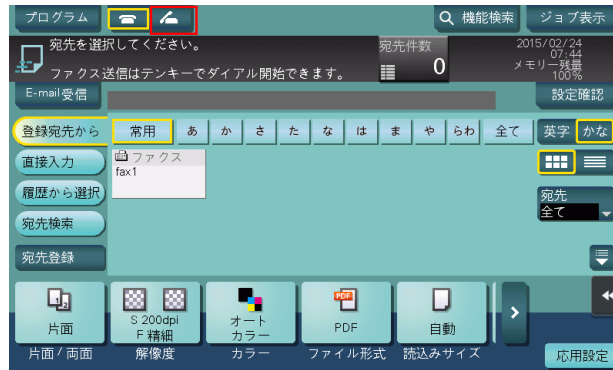 プログラム
機能検索
ジョブ表示
宛先を選択してください。
ファクス送信はテンキーでダイアル開始できます。
宛先件数
0
2015/02/24
07:44
メモリー残量
100%
E-mail受信
設定確認
登録宛先から
常用
あ
か
さ
た
な
は
ま
や
らわ
全て
英字
かな
直接入力
ファクス
fax1
履歴から選択
宛先
全て
宛先検索
宛先登録
片面
S 200dpi
F 精細
オート
カラー
PDF
PDF
自動
片面 / 両面
解像度
カラー
ファイル形式
読込みサイズ
応用設定